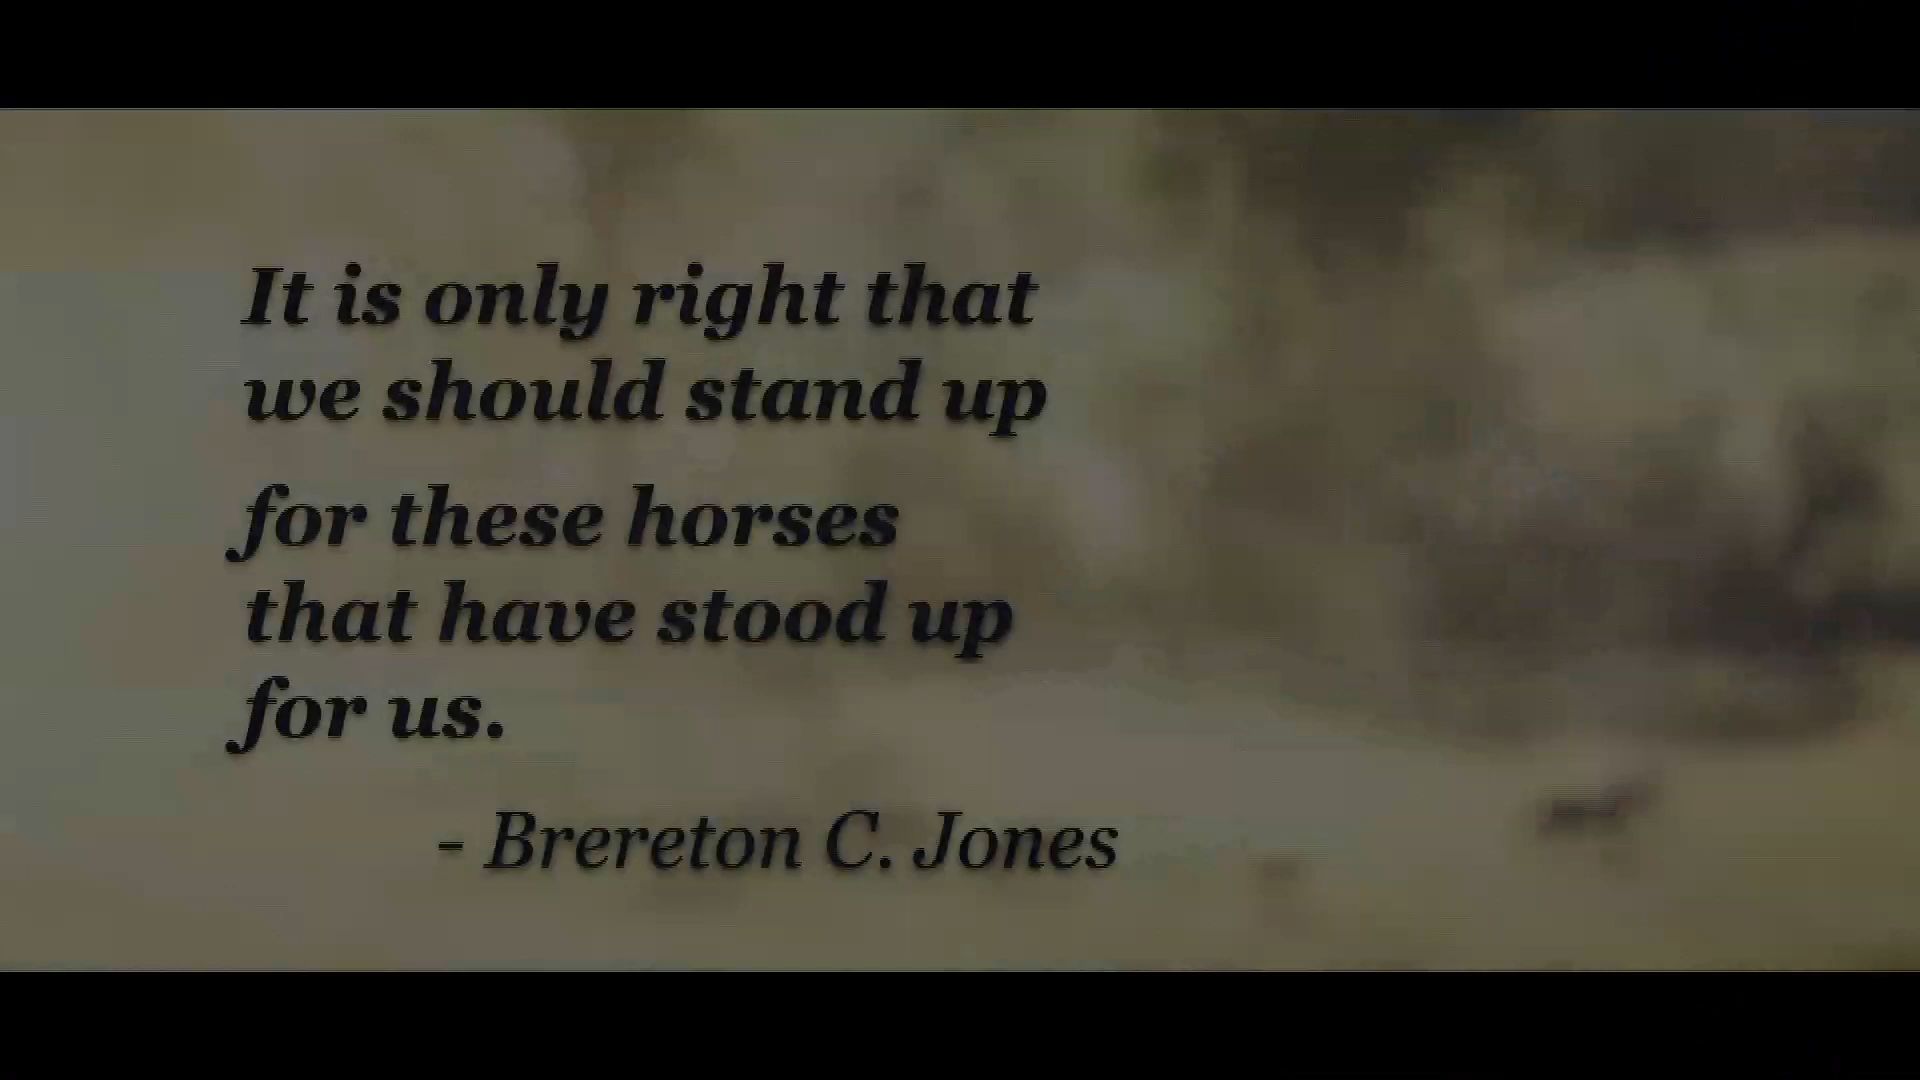 It is only right that
we should stand up
for these horses
that have stood up
for us.
- Brereton C. Jones